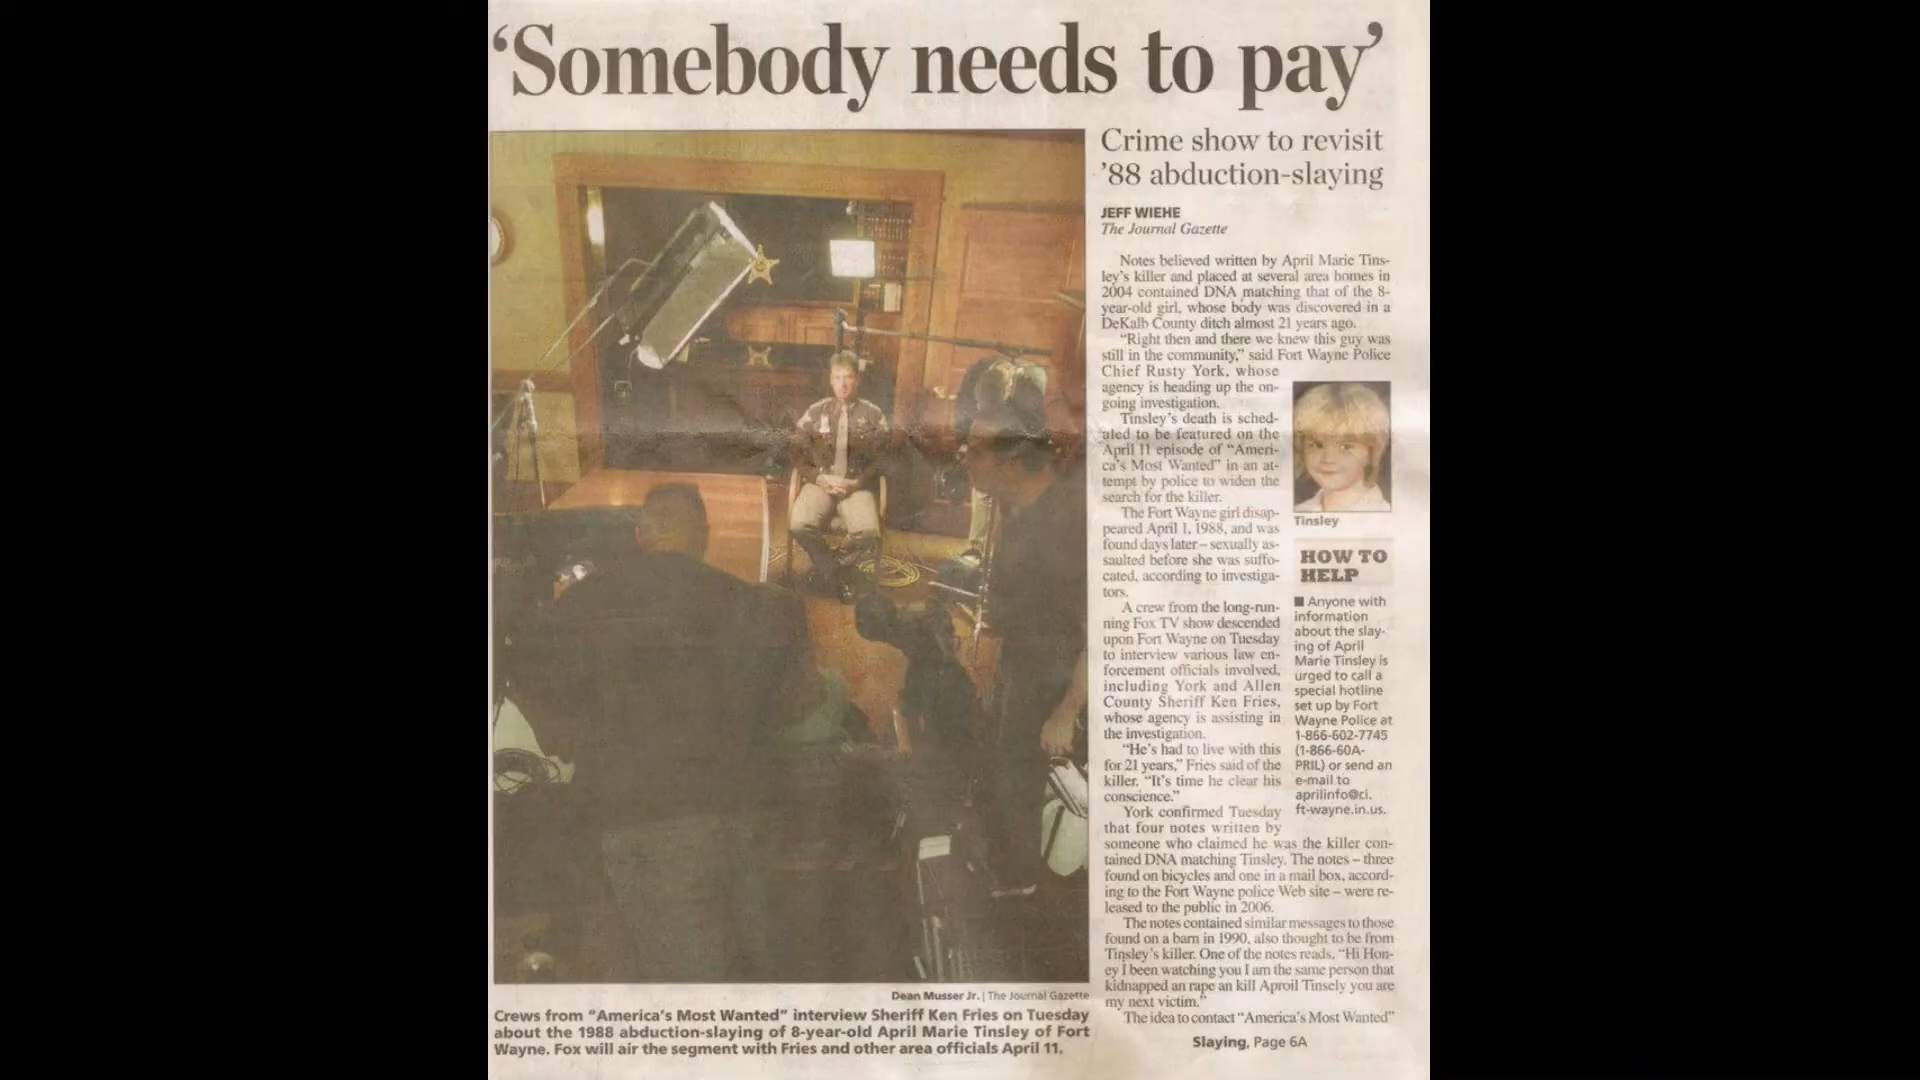 ‘Somebody needs to pay’
Crime show to revisit
’88 abduction-slaying
JEFF WIEHE
The Journal Gazette
Notes believed written by April Marie Tins-
ley’s killer and placed at several area homes in
2004 contained DNA matching that of the 8-
year-old girl, whose body was discovered in a
DeKalb County ditch almost 21 years ago.
“Right then and there we knew this guy was
still in the community,” said Fort Wayne Police
Chief Rusty York, whose
agency is heading up the on-
going investigation.
Tinsley’s death is sched-
uled to be featured on the
April 11 episode of “Ameri-
ca’s Most Wanted” in an at-
tempt by police to widen the
search for the killer.
The Fort Wayne girl disap-
peared April 1, 1988, and was
found days later – sexually as-
saulted before she was suffo-
cated, according to investiga-
tors.
A crew from the long-run-
ning Fox TV show descended
upon Fort Wayne on Tuesday
to interview various law en-
forcement officials involved,
including York and Allen
County Sheriff Ken Fries,
whose agency is assisting in
the investigation.
“He’s had to live with this
for 21 years,” Fries said of the
killer. “It’s time he clear his
conscience.”
York confirmed Tuesday
that four notes written by
someone who claimed he was the killer con-
tained DNA matching Tinsley. The notes – three
found on bicycles and one in a mail box, accord-
ing to the Fort Wayne police Web site – were re-
leased to the public in 2006.
The notes contained similar messages to those
found on a barn in 1990, also thought to be from
Tinsley’s killer. One of the notes reads, “Hi Hon-
ey I been watching you I am the same person that
kidnapped an rape an kill Aproil Tinsely you are
my next victim.”
The idea to contact “America’s Most Wanted”
Slaying, Page 6A
Tinsley
HOW TO
HELP
■ Anyone with
information
about the slay-
ing of April
Marie Tinsley is
urged to call a
special hotline
set up by Fort
Wayne Police at
1-866-602-7745
(1-866-60A-
PRIL) or send an
e-mail to
aprilinfo@ci.
ft-wayne.in.us.
Dean Musser Jr. | The Journal Gazette
Crews from “America’s Most Wanted” interview Sheriff Ken Fries on Tuesday
about the 1988 abduction-slaying of 8-year-old April Marie Tinsley of Fort
Wayne. Fox will air the segment with Fries and other area officials April 11.